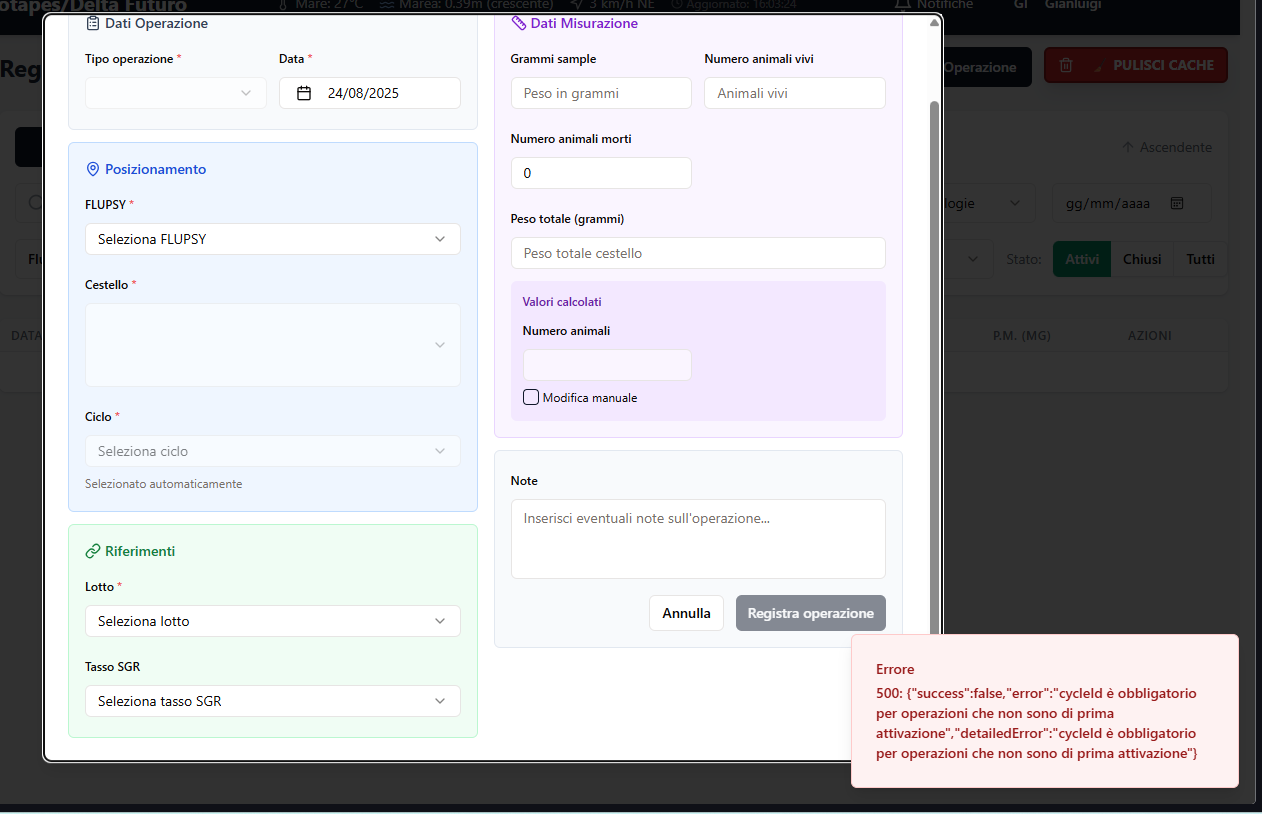 otapes/Delta Futuro
Mare: 27°C
Marea: 0.39m (crescente)
3 km/h NE
Aggiornato: 16:03:24
Notifiche
GI
Gianluigi
Reg
Operazione
PULISCI CACHE
Ascendente
logie
gg/mm/aaaa
Flu
Stato:
Attivi
Chiusi
Tutti
DATA
P.M. (MG)
AZIONI
Dati Operazione
Tipo operazione *
Data *
24/08/2025
Posizionamento
FLUPSY *
Seleziona FLUPSY
Cestello *
Ciclo *
Seleziona ciclo
Selezionato automaticamente
Riferimenti
Lotto *
Seleziona lotto
Tasso SGR
Seleziona tasso SGR
Dati Misurazione
Grammi sample
Numero animali vivi
Peso in grammi
Animali vivi
Numero animali morti
0
Peso totale (grammi)
Peso totale cestello
Valori calcolati
Numero animali
Modifica manuale
Note
Inserisci eventuali note sull'operazione...
Annulla
Registra operazione
Errore
500: {"success":false,"error":"cycleId è obbligatorio
per operazioni che non sono di prima
attivazione","detailedError":"cycleId è obbligatorio
per operazioni che non sono di prima attivazione"}